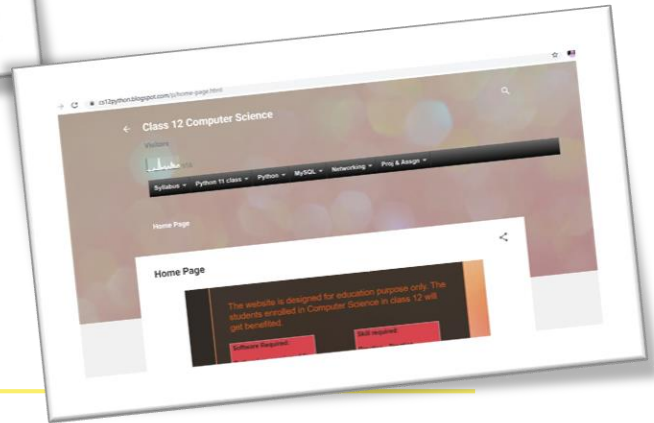 cs12python.blogspot.com/p/home-page.html
Class 12 Computer Science
Visitors
Syllabus Python 11 class Python MySQL Networking Proj & Assgn
Home Page
Home Page
The website is designed for education purpose only. The
students enrolled in Computer Science in class 12 will
get benefited.
Software Required:
Skill required: